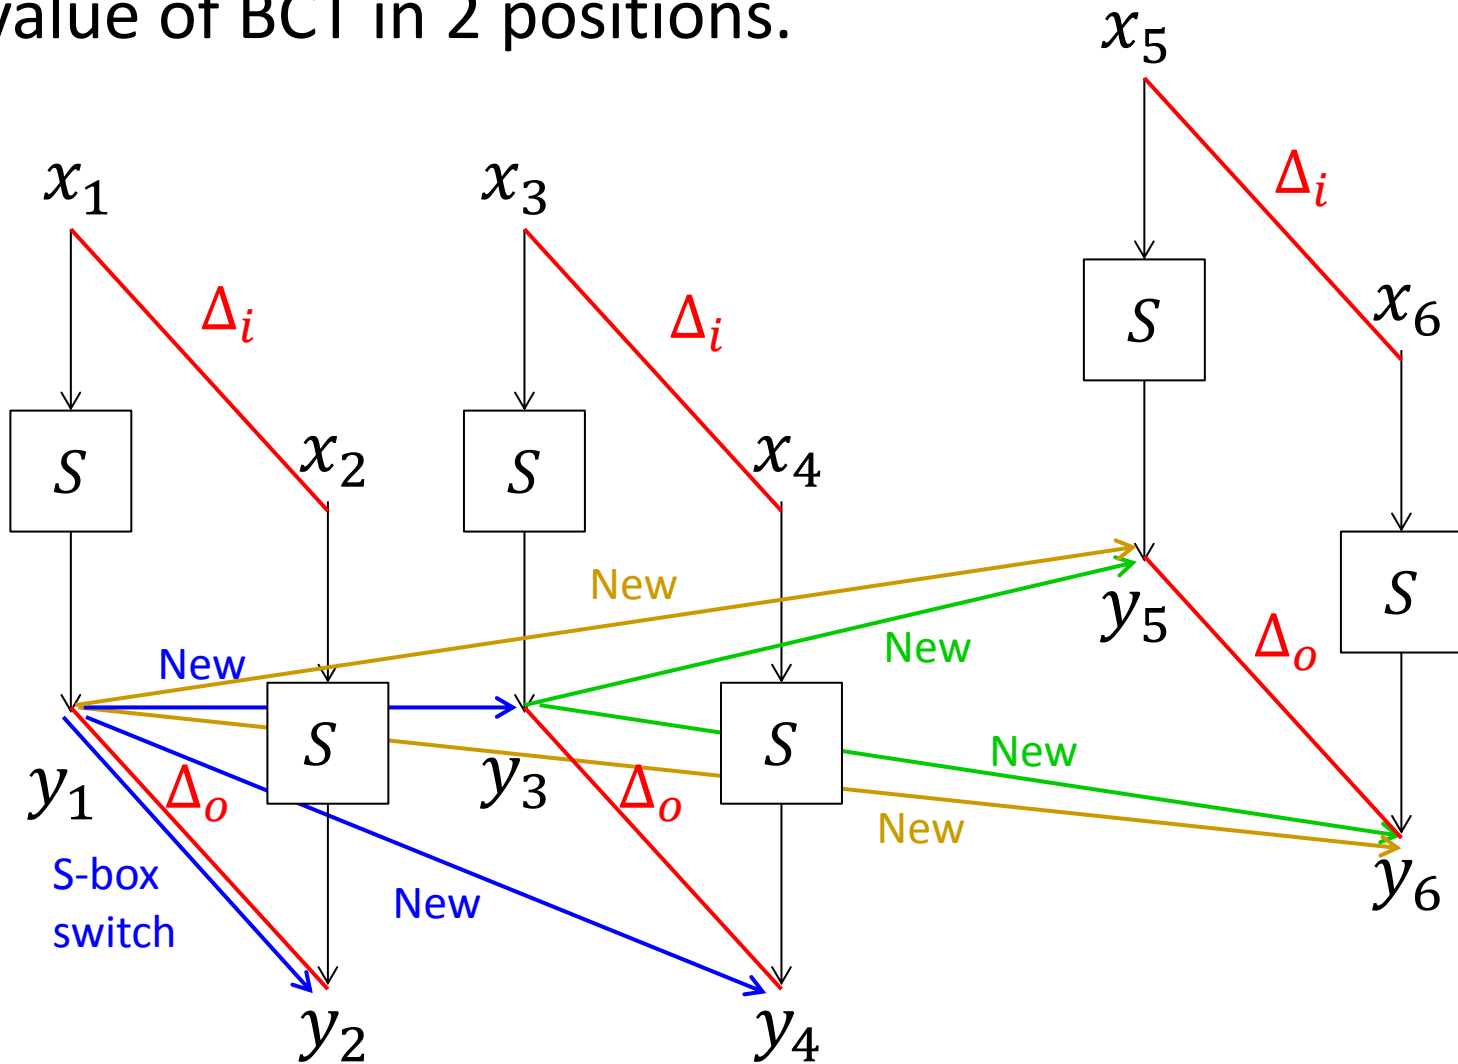 value of BCT in 2 positions.
x₅
x₁ x₃ Δᵢ
Δᵢ Δᵢ S x₆
S x₂ S x₄
New y₅ S
New New Δₒ
S S New
y₁ Δₒ y₃ Δₒ New
S-box New y₆
switch
y₂ y₄